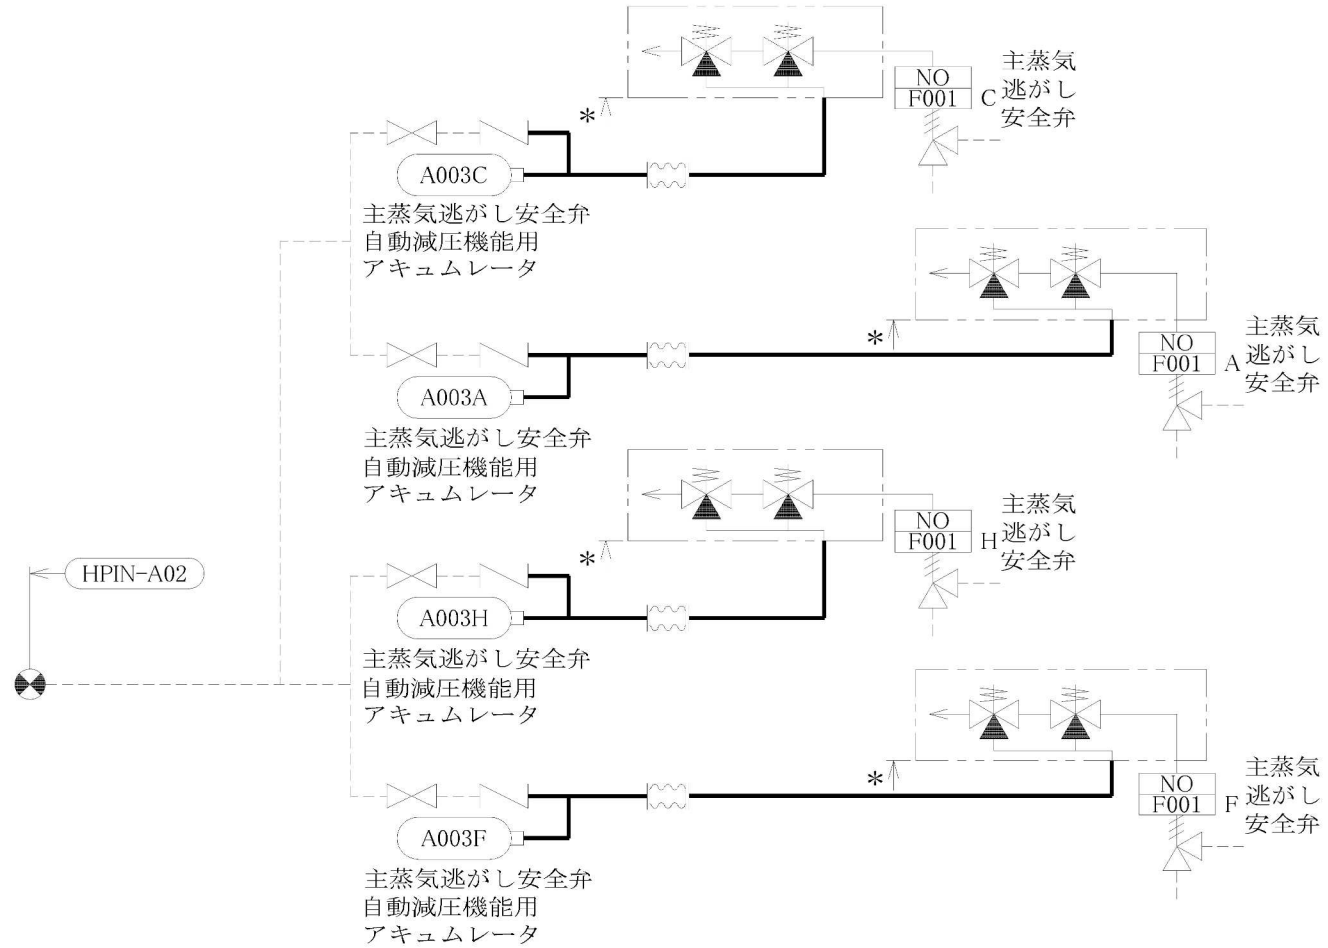 NO
F001
C
主蒸気
逃がし
安全弁
*
A003C
主蒸気逃がし安全弁
自動減圧機能用
アキュムレータ
*
NO
F001
A
主蒸気
逃がし
安全弁
A003A
主蒸気逃がし安全弁
自動減圧機能用
アキュムレータ
NO
F001
H
主蒸気
逃がし
安全弁
*
HPIN-A02
A003H
主蒸気逃がし安全弁
自動減圧機能用
アキュムレータ
*
NO
F001
F
主蒸気
逃がし
安全弁
A003F
主蒸気逃がし安全弁
自動減圧機能用
アキュムレータ